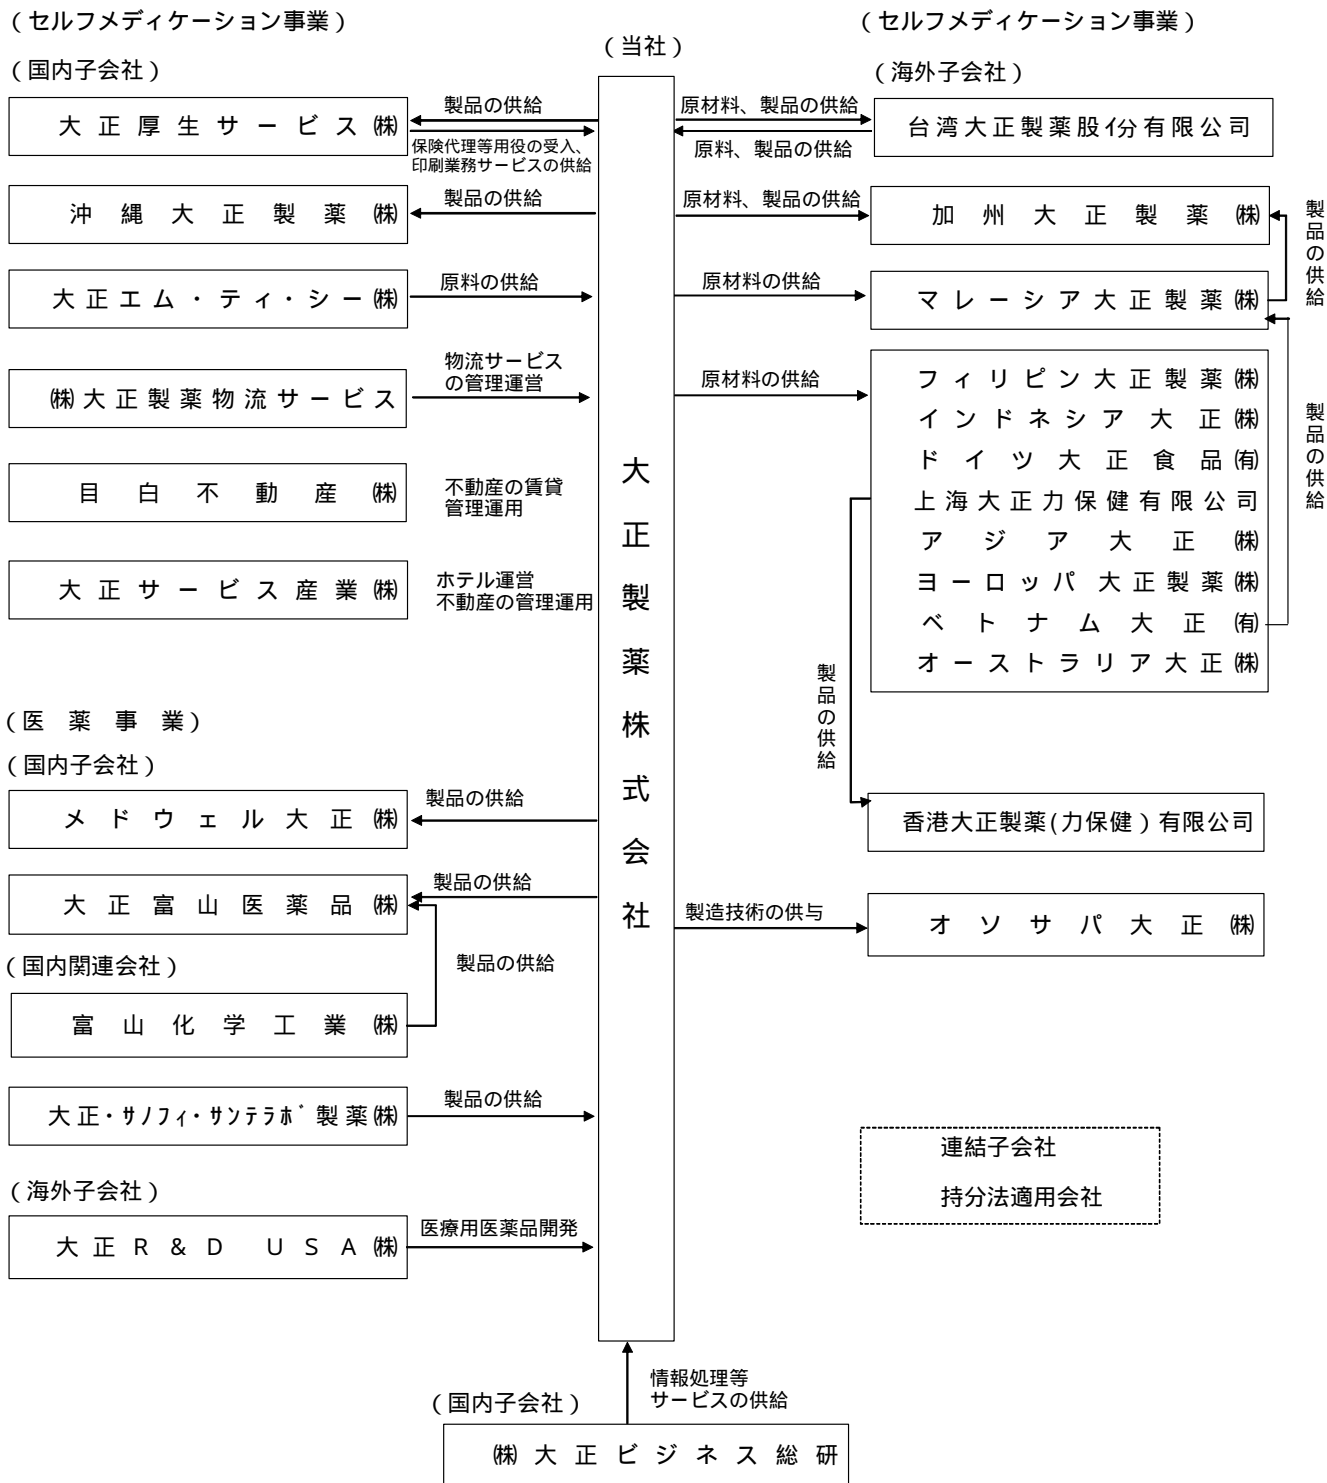 （セルフメディケーション事業）
（国内子会社）
大正厚生サービス㈱
製品の供給
保険代理等用役の受入、
印刷業務サービスの供給
沖縄大正製薬㈱
製品の供給
大正エム・ティ・シー㈱
原料の供給
㈱大正製薬物流サービス
物流サービス
の管理運営
目白不動産㈱
不動産の賃貸
管理運用
大正サービス産業㈱
ホテル運営
不動産の管理運用
（医薬事業）
（国内子会社）
メドウェル大正㈱
製品の供給
大正富山医薬品㈱
製品の供給
（国内関連会社）
製品の供給
富山化学工業㈱
大正・ｻﾉﾌｨ・ｻﾝテﾗﾎﾞ製薬㈱
製品の供給
（海外子会社）
大正R&D USA㈱
医療用医薬品開発
（当社）
大正製薬株式会社
（セルフメディケーション事業）
（海外子会社）
原材料、製品の供給
原料、製品の供給
台湾大正製薬股份有限公司
原材料、製品の供給
加州大正製薬㈱
製品の供給
原材料の供給
マレーシア大正製薬㈱
原材料の供給
フィリピン大正製薬㈱
インドネシア大正㈱
ドイツ大正食品㈲
上海大正力保健有限公司
アジア大正㈱
ヨーロッパ大正製薬㈱
ベトナム大正㈲
オーストラリア大正㈱
製品の供給
製品の供給
香港大正製薬(力保健）有限公司
製造技術の供与
オソサパ大正㈱
連結子会社
持分法適用会社
情報処理等
サービスの供給
（国内子会社）
㈱大正ビジネス総研